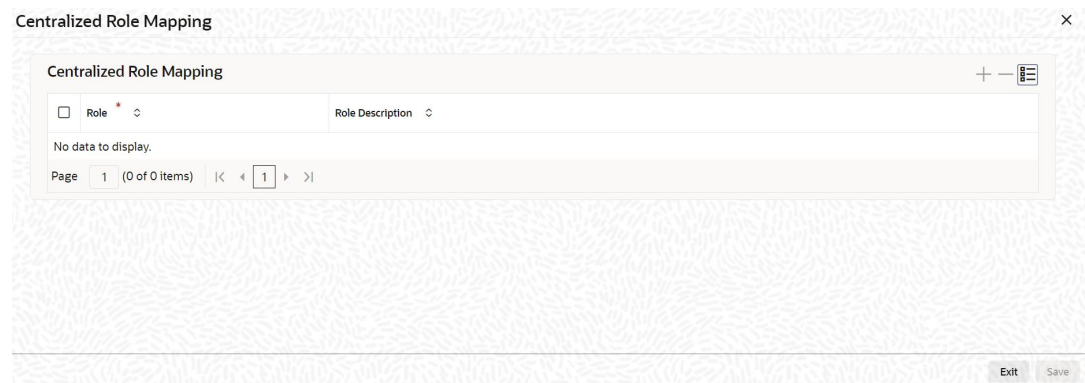 Centralized Role Mapping
Centralized Role Mapping
Role * Role Description
No data to display.
Page 1 (0 of 0 items) 1
Exit Save